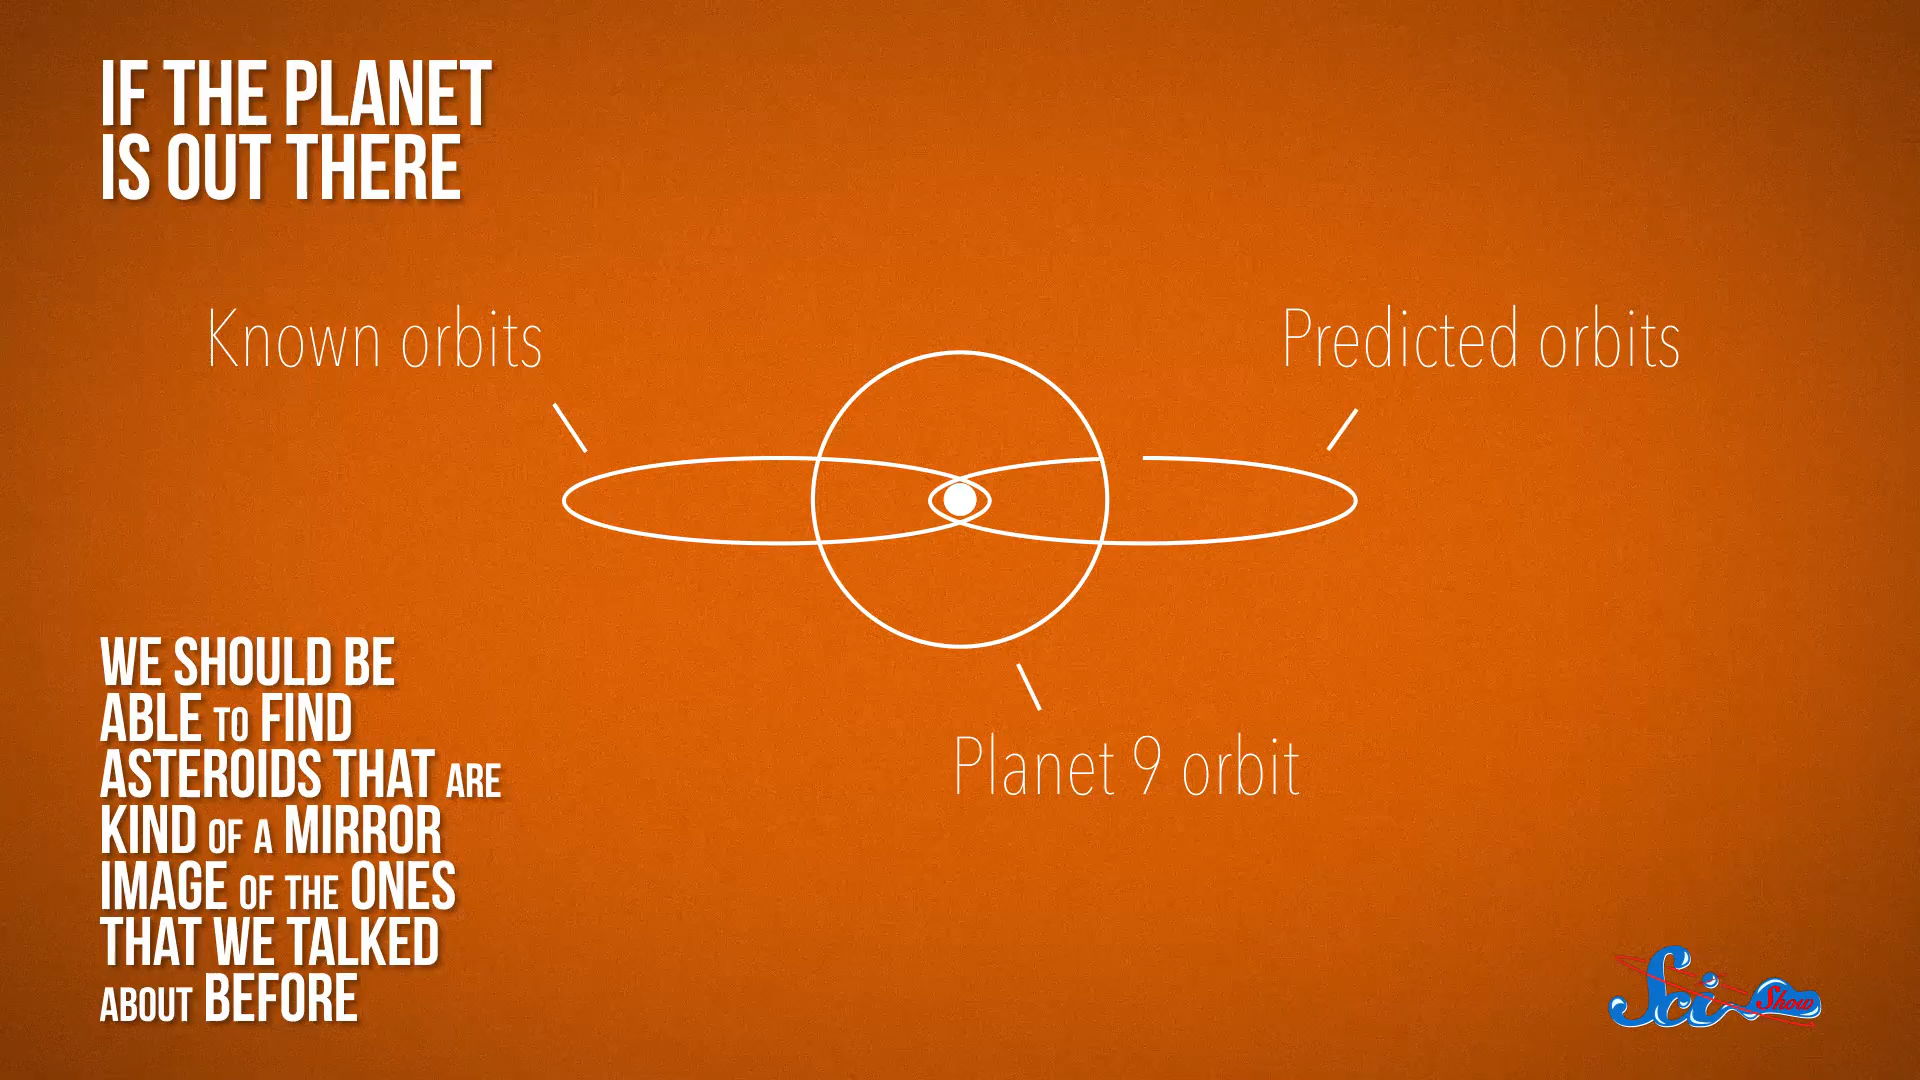 IF THE PLANET
IS OUT THERE
Known orbits
Predicted orbits
Planet 9 orbit
WE SHOULD BE
ABLE TO FIND
ASTEROIDS THAT ARE
KIND OF A MIRROR
IMAGE OF THE ONES
THAT WE TALKED
ABOUT BEFORE
Sci Show